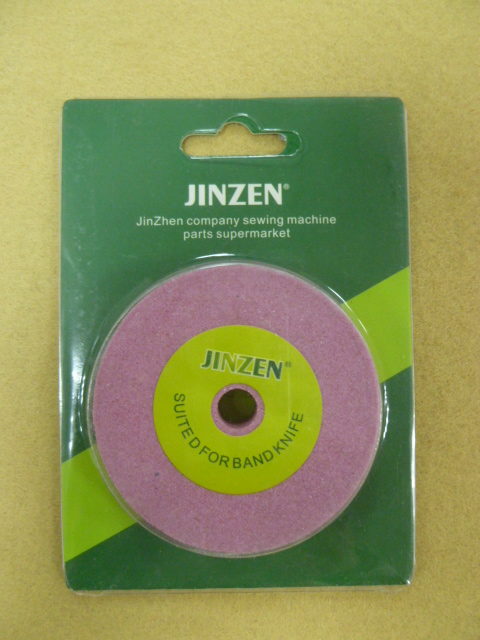 JINZEN®
JinZhen company sewing machine
parts supermarket
JINZEN®
SUITED FOR BAND KNIFE